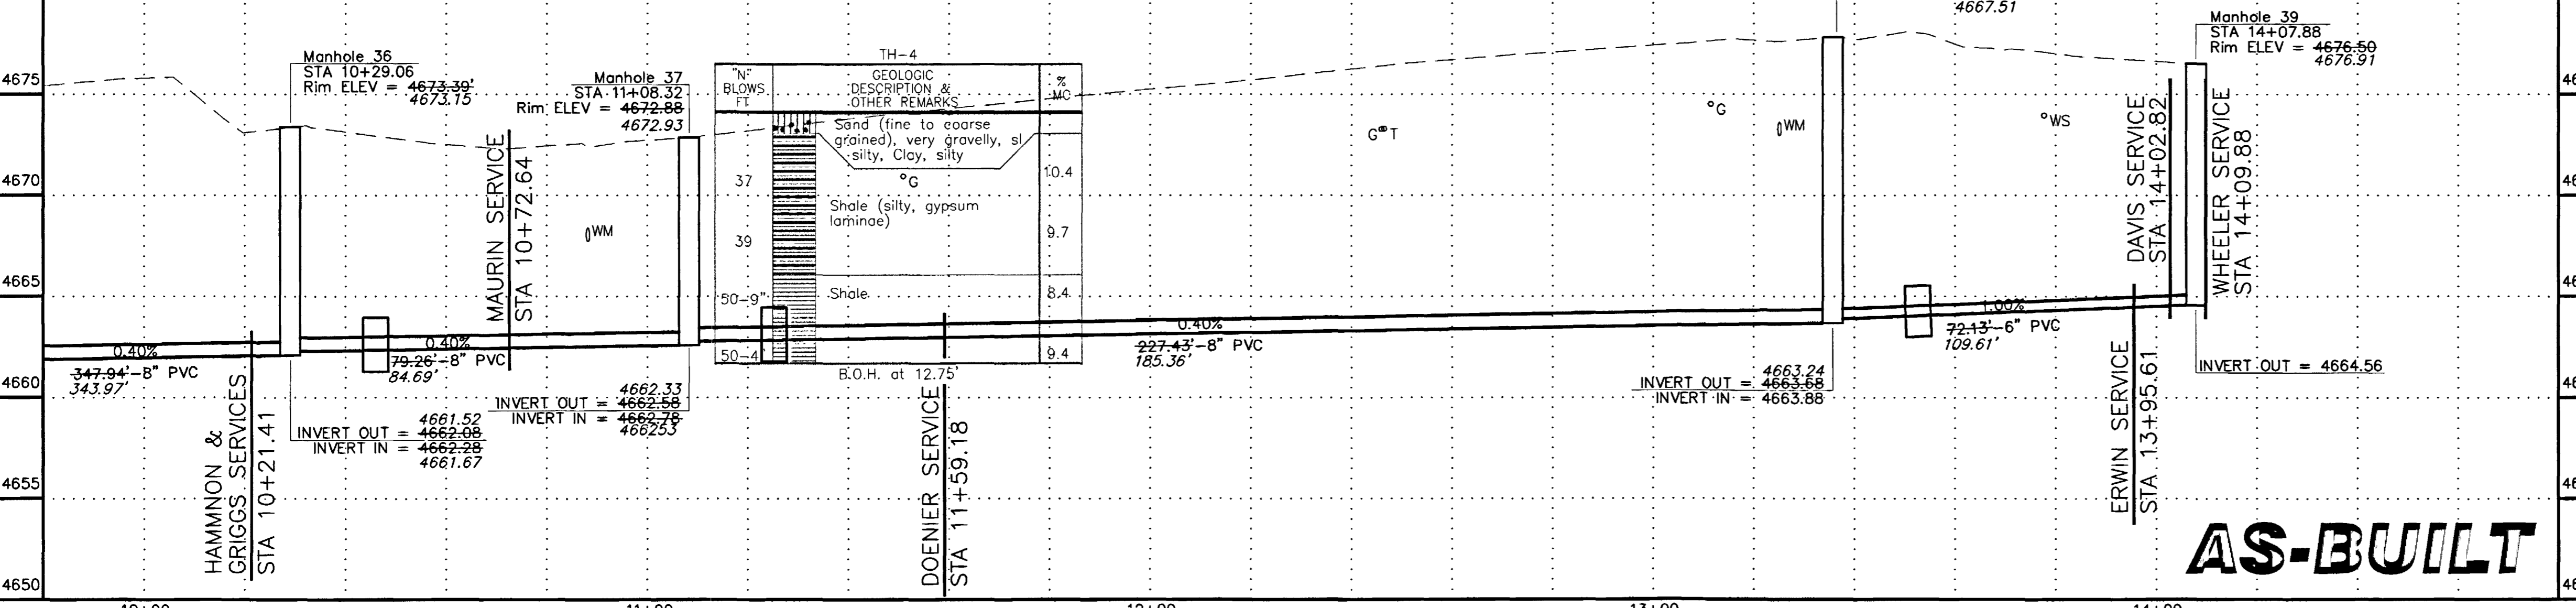 4667.51
Manhole 39
STA 14+07.88
Rim ELEV = 4676.50
4676.91
Manhole 36
STA 10+29.06
Rim ELEV = 4673.39'
4673.15
Manhole 37
STA 11+08.32
Rim ELEV = 4672.88
4672.93
TH-4
"N" BLOWS FT
GEOLOGIC DESCRIPTION & OTHER REMARKS
% MC
Sand (fine to coarse
grained), very gravelly, sl
silty, Clay, silty
°G
Shale (silty, gypsum
laminae)
Shale
37
39
50-9"
50-4"
10.4
9.7
8.4
9.4
B.O.H. at 12.75'
4675
4670
4665
4660
4655
4650
MAURIN SERVICE
STA 10+72.64
WM
G T
°G
WM
°WS
DAVIS SERVICE
STA 14+02.82
WHEELER SERVICE
STA 14+09.88
0.40%
347.94'-8" PVC
343.97'
0.40%
79.26'-8" PVC
84.69'
0.40%
227.43'-8" PVC
185.36'
1.00%
72.13'-6" PVC
109.61'
HAMMNON &
GRIGGS SERVICES
STA 10+21.41
4661.52
INVERT OUT = 4662.08
INVERT IN = 4662.28
4661.67
4662.33
INVERT OUT = 4662.58
INVERT IN = 4662.78
466253
DOENIER SERVICE
STA 11+59.18
4663.24
INVERT OUT = 4663.68
INVERT IN = 4663.88
ERWIN SERVICE
STA 13+95.61
INVERT OUT = 4664.56
AS-BUILT